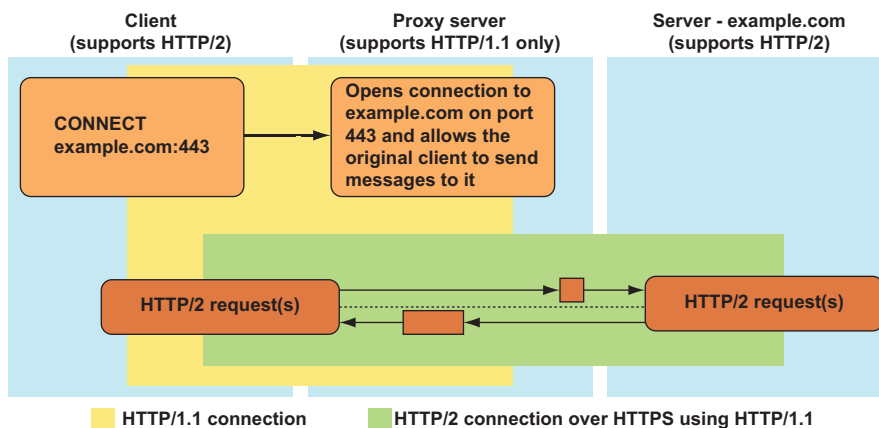 Client
(supports HTTP/2)
Proxy server
(supports HTTP/1.1 only)
Server - example.com
(supports HTTP/2)
CONNECT
example.com:443
Opens connection to
example.com on port
443 and allows the
original client to send
messages to it
HTTP/2 request(s)
HTTP/2 request(s)
HTTP/1.1 connection
HTTP/2 connection over HTTPS using HTTP/1.1